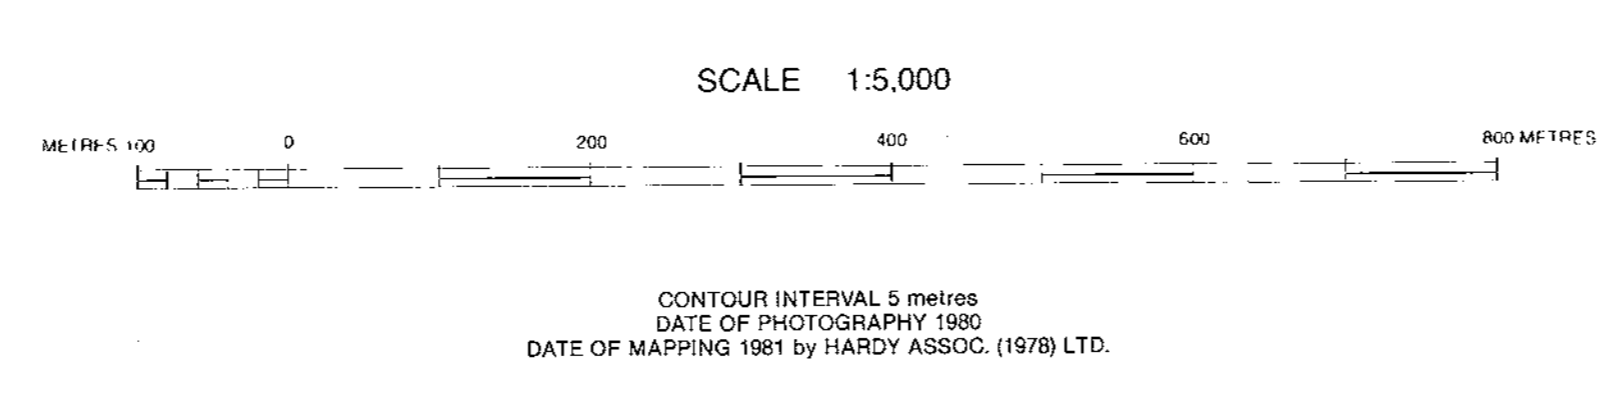 SCALE 1:5,000
METRES 100 0 200 400 600 800 METRES
CONTOUR INTERVAL 5 metres
DATE OF PHOTOGRAPHY 1980
DATE OF MAPPING 1981 by HARDY ASSOC. (1978) LTD.